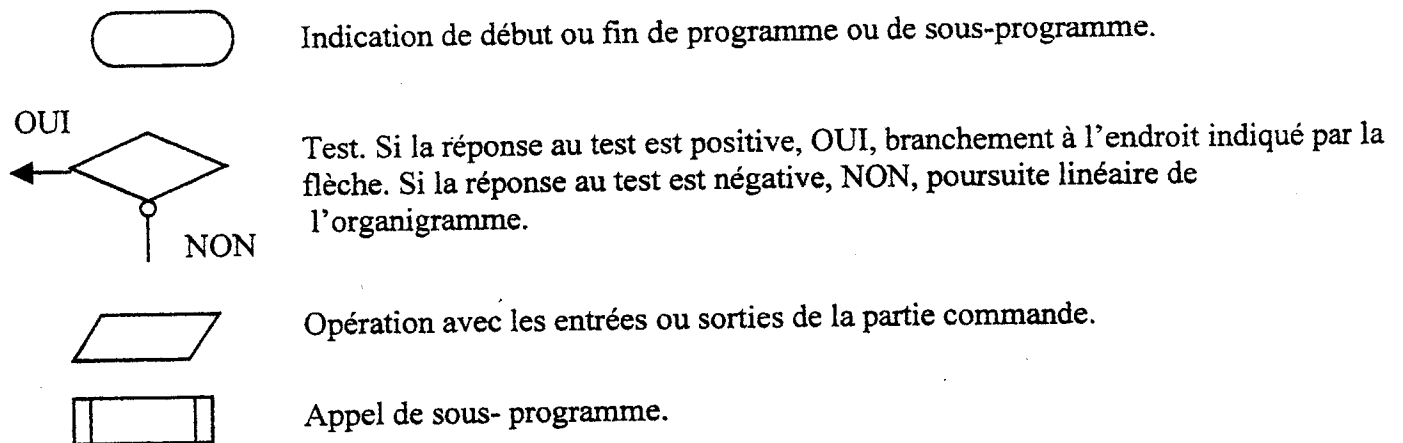 Indication de début ou fin de programme ou de sous-programme.
OUI
Test. Si la réponse au test est positive, OUI, branchement à l'endroit indiqué par la
flèche. Si la réponse au test est négative, NON, poursuite linéaire de
l'organigramme.
NON
Opération avec les entrées ou sorties de la partie commande.
Appel de sous- programme.